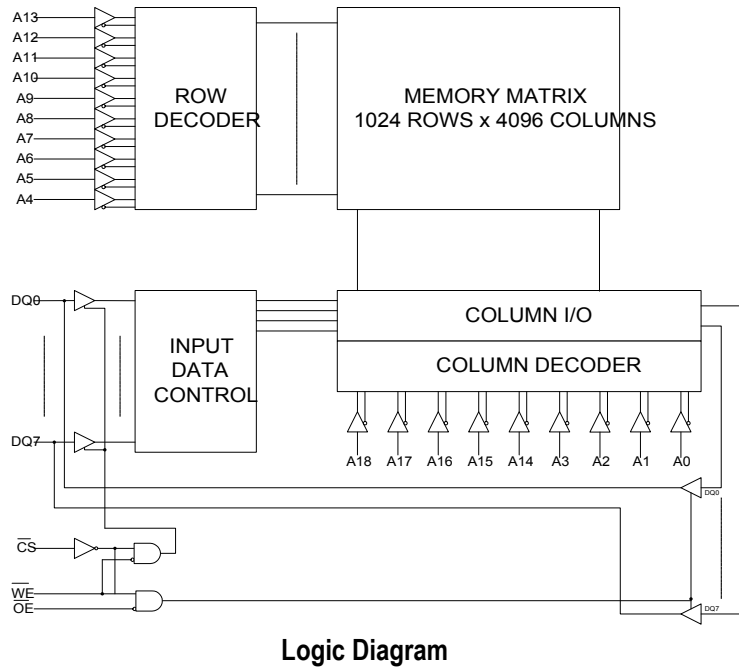 A13
A12
A11
A10
A9
A8
A7
A6
A5
A4
ROW
DECODER
MEMORY MATRIX
1024 ROWS x 4096 COLUMNS
DQ0
DQ7
INPUT
DATA
CONTROL
COLUMN I/O
COLUMN DECODER
A18 A17 A16 A15 A14 A3 A2 A1 A0
DQ0
CS
WE
OE
DQ7
Logic Diagram